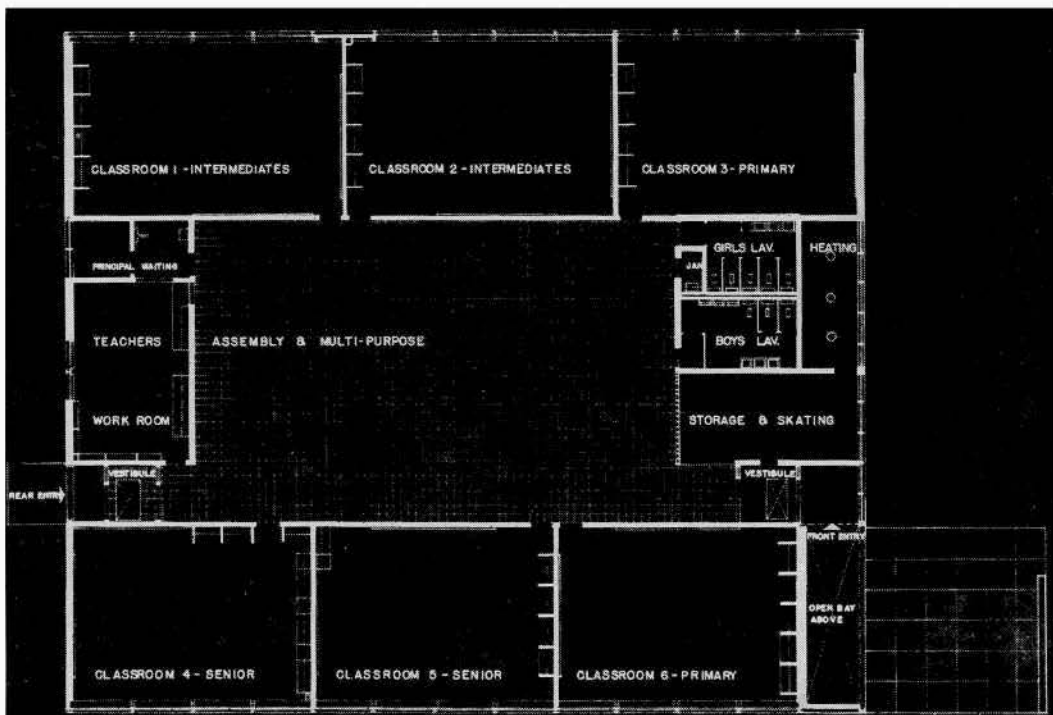 CLASSROOM 1 - INTERMEDIATES
CLASSROOM 2 - INTERMEDIATES
CLASSROOM 3 - PRIMARY
PRINCIPAL WAITING
GIRLS LAV.
HEATING
JAN
TEACHERS
WORK ROOM
ASSEMBLY & MULTI-PURPOSE
BOYS LAV.
STORAGE & SKATING
VESTIBULE
VESTIBULE
REAR ENTRY
FRONT ENTRY
OPEN BAY
ABOVE
CLASSROOM 4 - SENIOR
CLASSROOM 5 - SENIOR
CLASSROOM 6 - PRIMARY